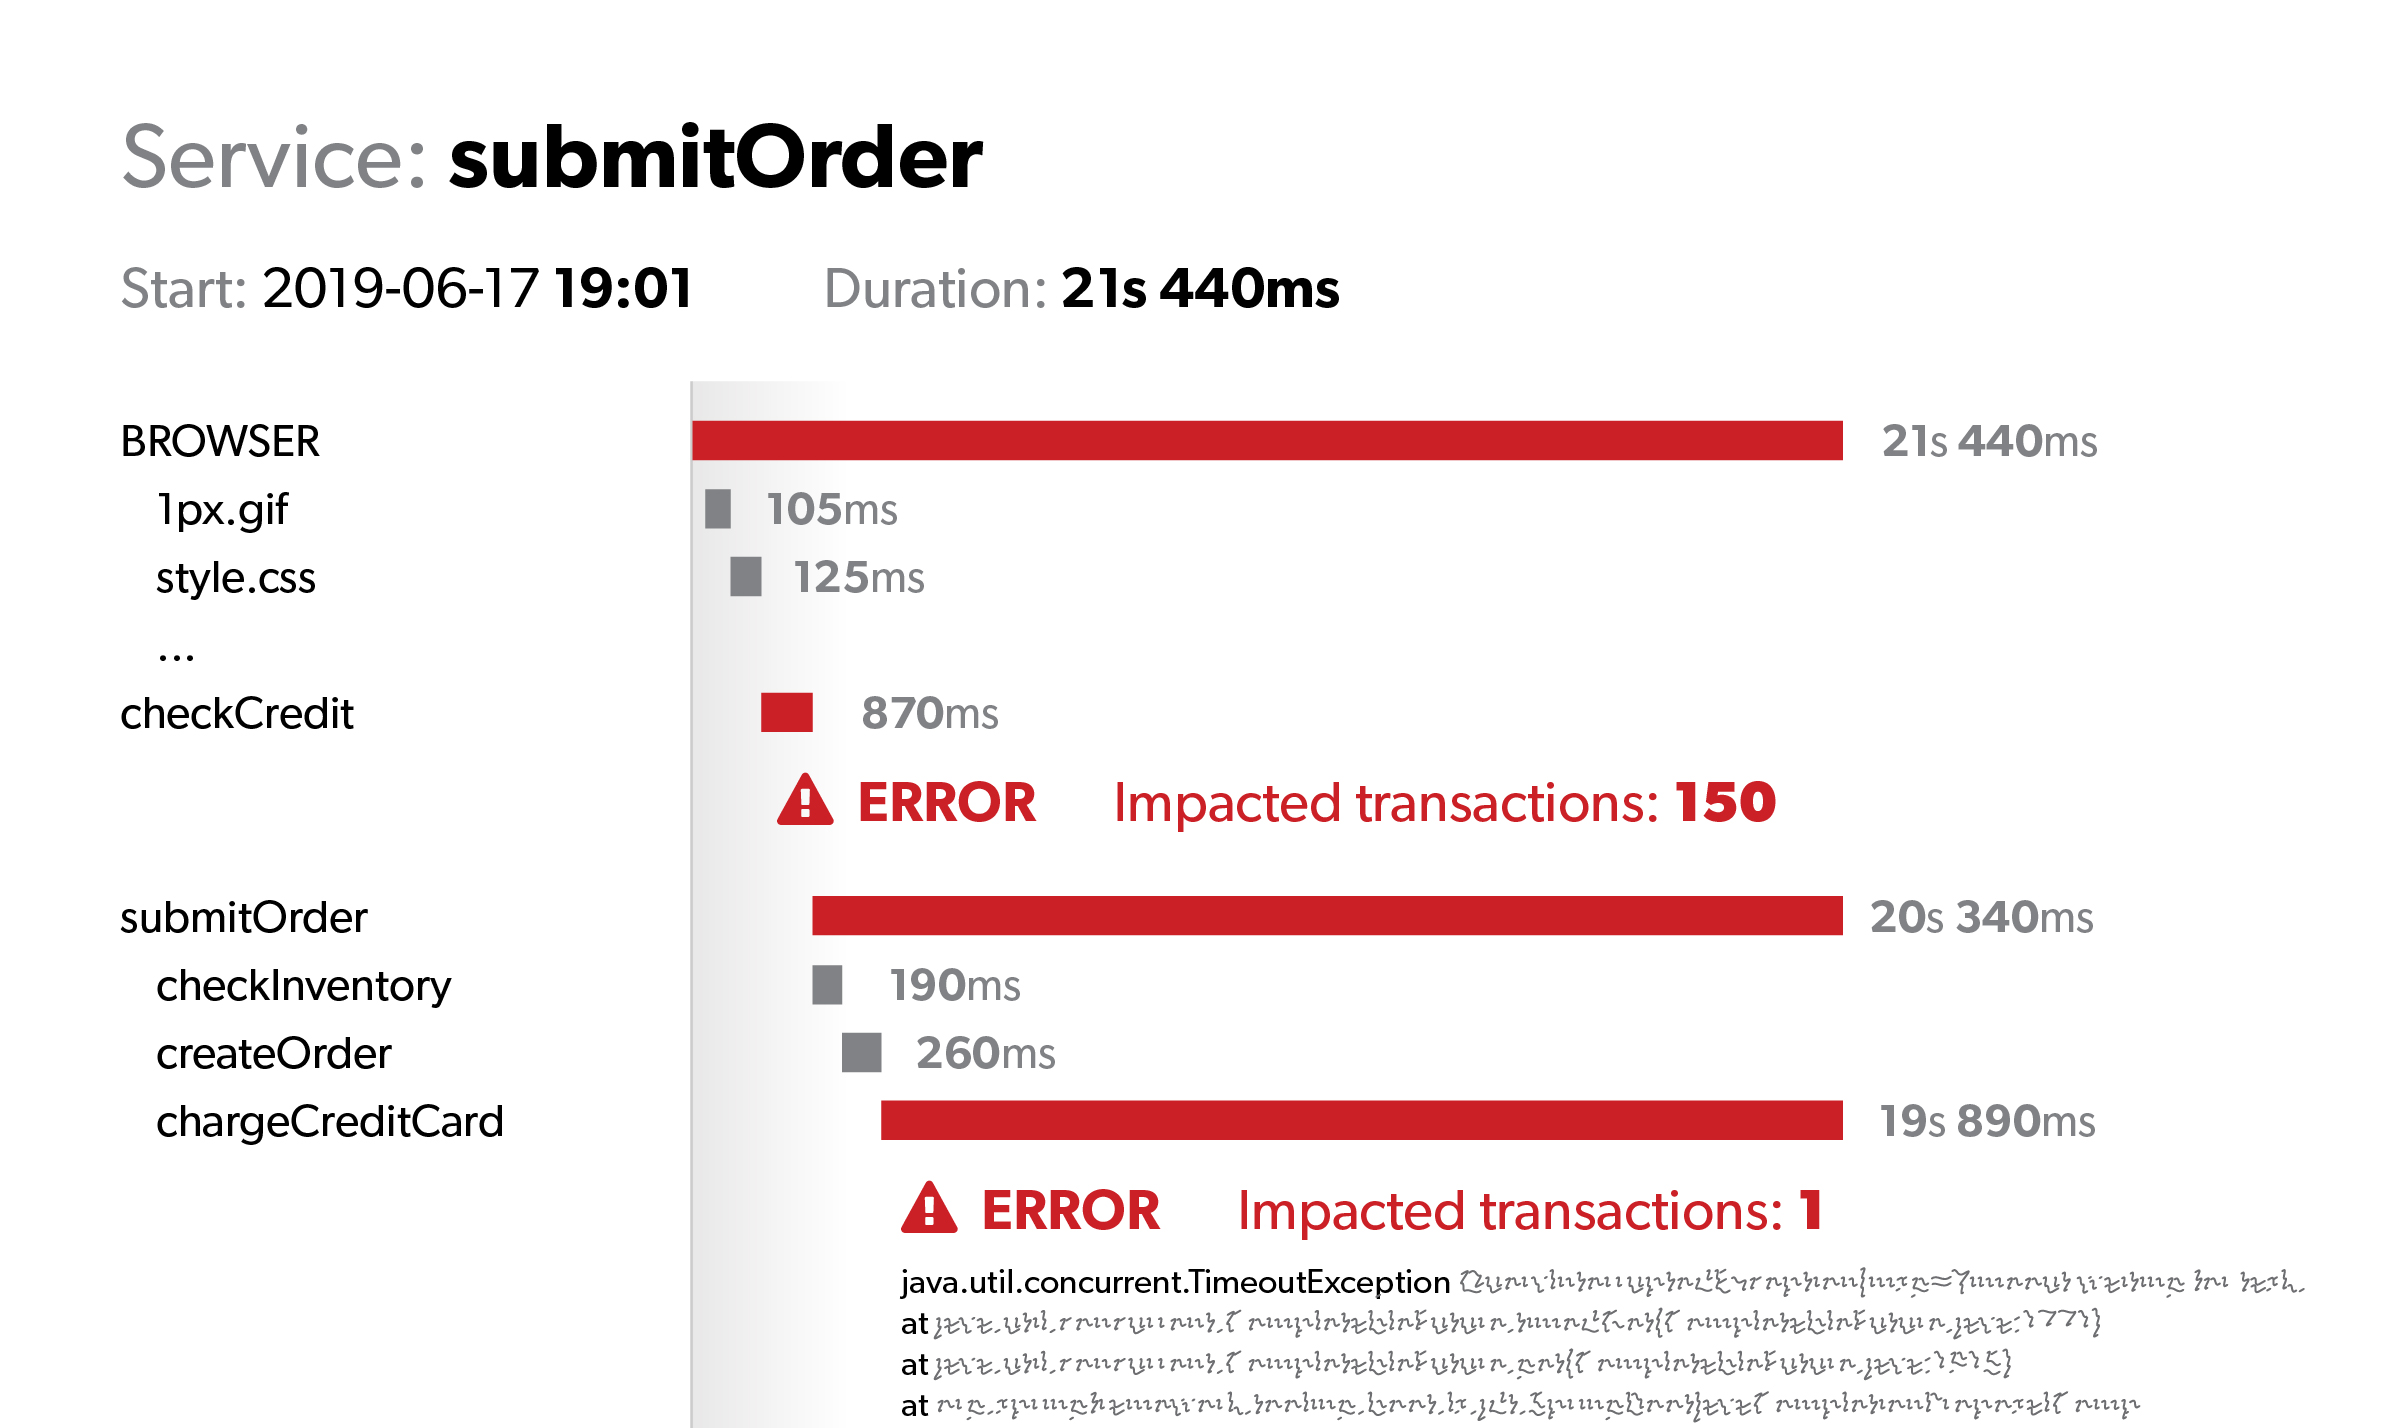 Service: submitOrder
Start: 2019-06-17 19:01 Duration: 21s 440ms
BROWSER 21s 440ms
1px.gif 105ms
style.css 125ms
...
checkCredit 870ms
ERROR Impacted transactions: 150
submitOrder 20s 340ms
checkInventory 190ms
createOrder 260ms
chargeCreditCard 19s 890ms
ERROR Impacted transactions: 1
java.util.concurrent.TimeoutException
at
at
at